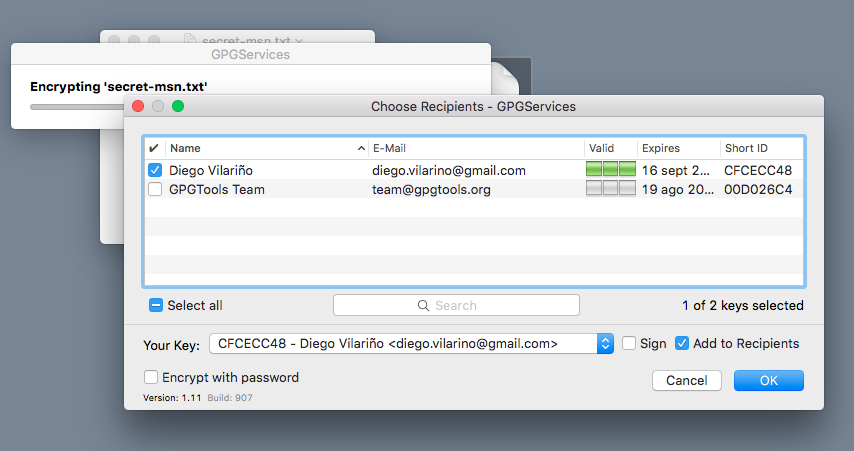 secret-msn.txt
GPGServices
Encrypting 'secret-msn.txt'
Choose Recipients - GPGServices
✔ Name E-Mail Valid Expires Short ID
Diego Vilariño diego.vilarino@gmail.com 16 sept 2... CFCECC48
GPGTools Team team@gpgtools.org 19 ago 20... 00D026C4
Select all Search 1 of 2 keys selected
Your Key: CFCECC48 - Diego Vilariño <diego.vilarino@gmail.com> Sign Add to Recipients
Encrypt with password Cancel OK
Version: 1.11 Build: 907